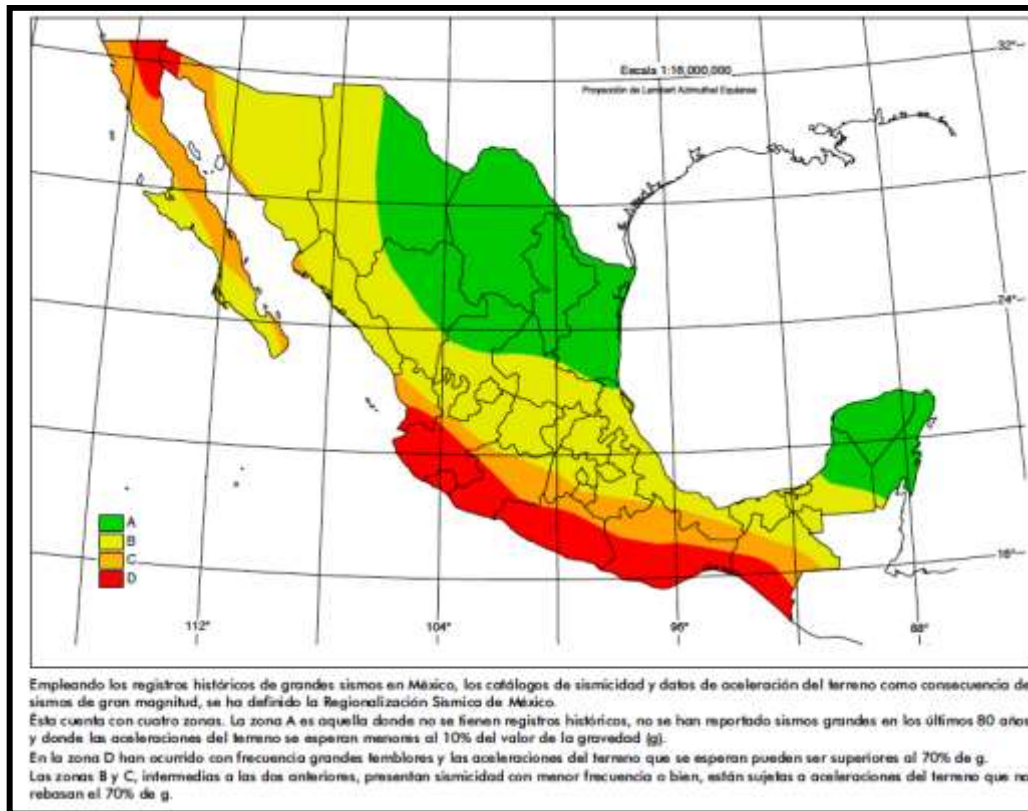 32°
Escala 1:16,000,000
Proyección de Lambert Azimuthal Equiarea
24°
A
B
C
D
16°
112°
104°
96°
88°
Empleando los registros históricos de grandes sismos en México, los catálogos de sismicidad y datos de aceleración del terreno como consecuencia de
sismos de gran magnitud, se ha definido la Regionalización Sísmica de México.
Ésta cuenta con cuatro zonas. La zona A es aquella donde no se tienen registros históricos, no se han reportado sismos grandes en los últimos 80 años
y donde las aceleraciones del terreno se esperan menores al 10% del valor de la gravedad (g).
En la zona D han ocurrido con frecuencia grandes temblores y las aceleraciones del terreno que se esperan pueden ser superiores al 70% de g.
Las zonas B y C, intermedias a las dos anteriores, presentan sismicidad con menor frecuencia o bien, están sujetas a aceleraciones del terreno que no
rebasan el 70% de g.